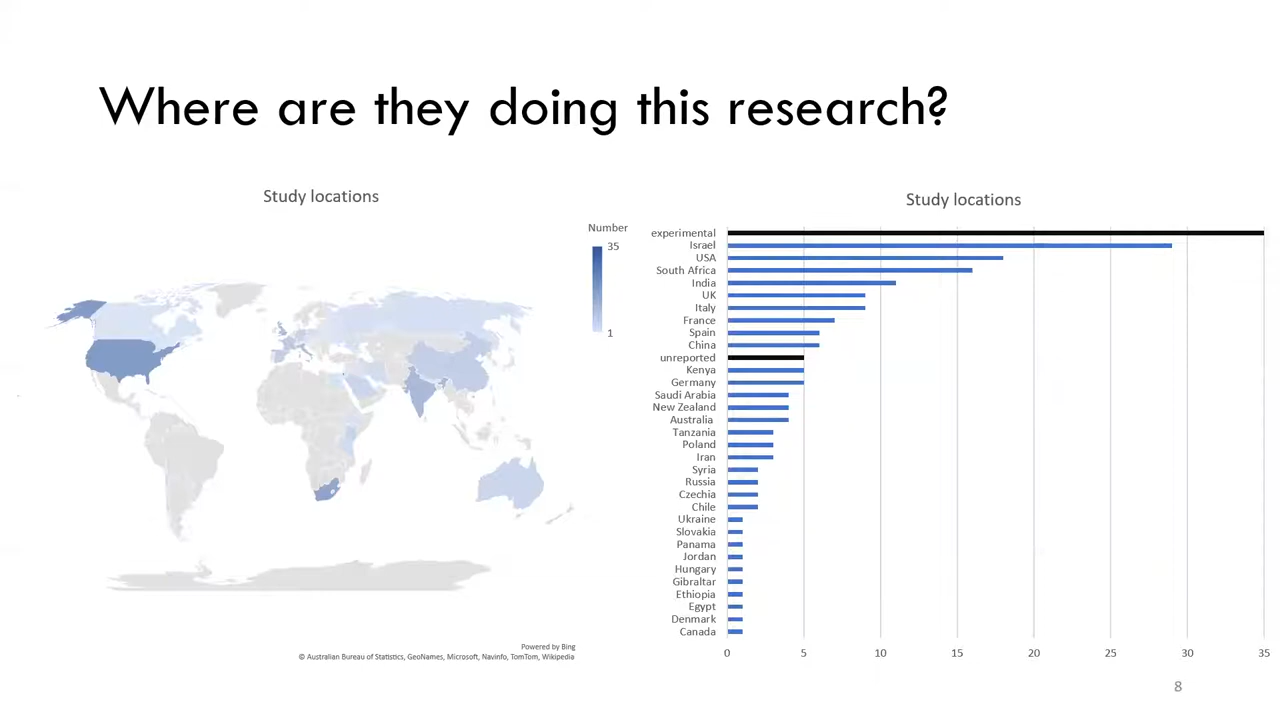 Where are they doing this research?
Study locations
Number
35
1
Powered by Bing
© Australian Bureau of Statistics, GeoNames, Microsoft, Navinfo, TomTom, Wikipedia
Study locations
experimental
Israel
USA
South Africa
India
UK
Italy
France
Spain
China
unreported
Kenya
Germany
Saudi Arabia
New Zealand
Australia
Tanzania
Poland
Iran
Syria
Russia
Czechia
Chile
Ukraine
Slovakia
Panama
Jordan
Hungary
Gibraltar
Ethiopia
Egypt
Denmark
Canada
0 5 10 15 20 25 30 35
8